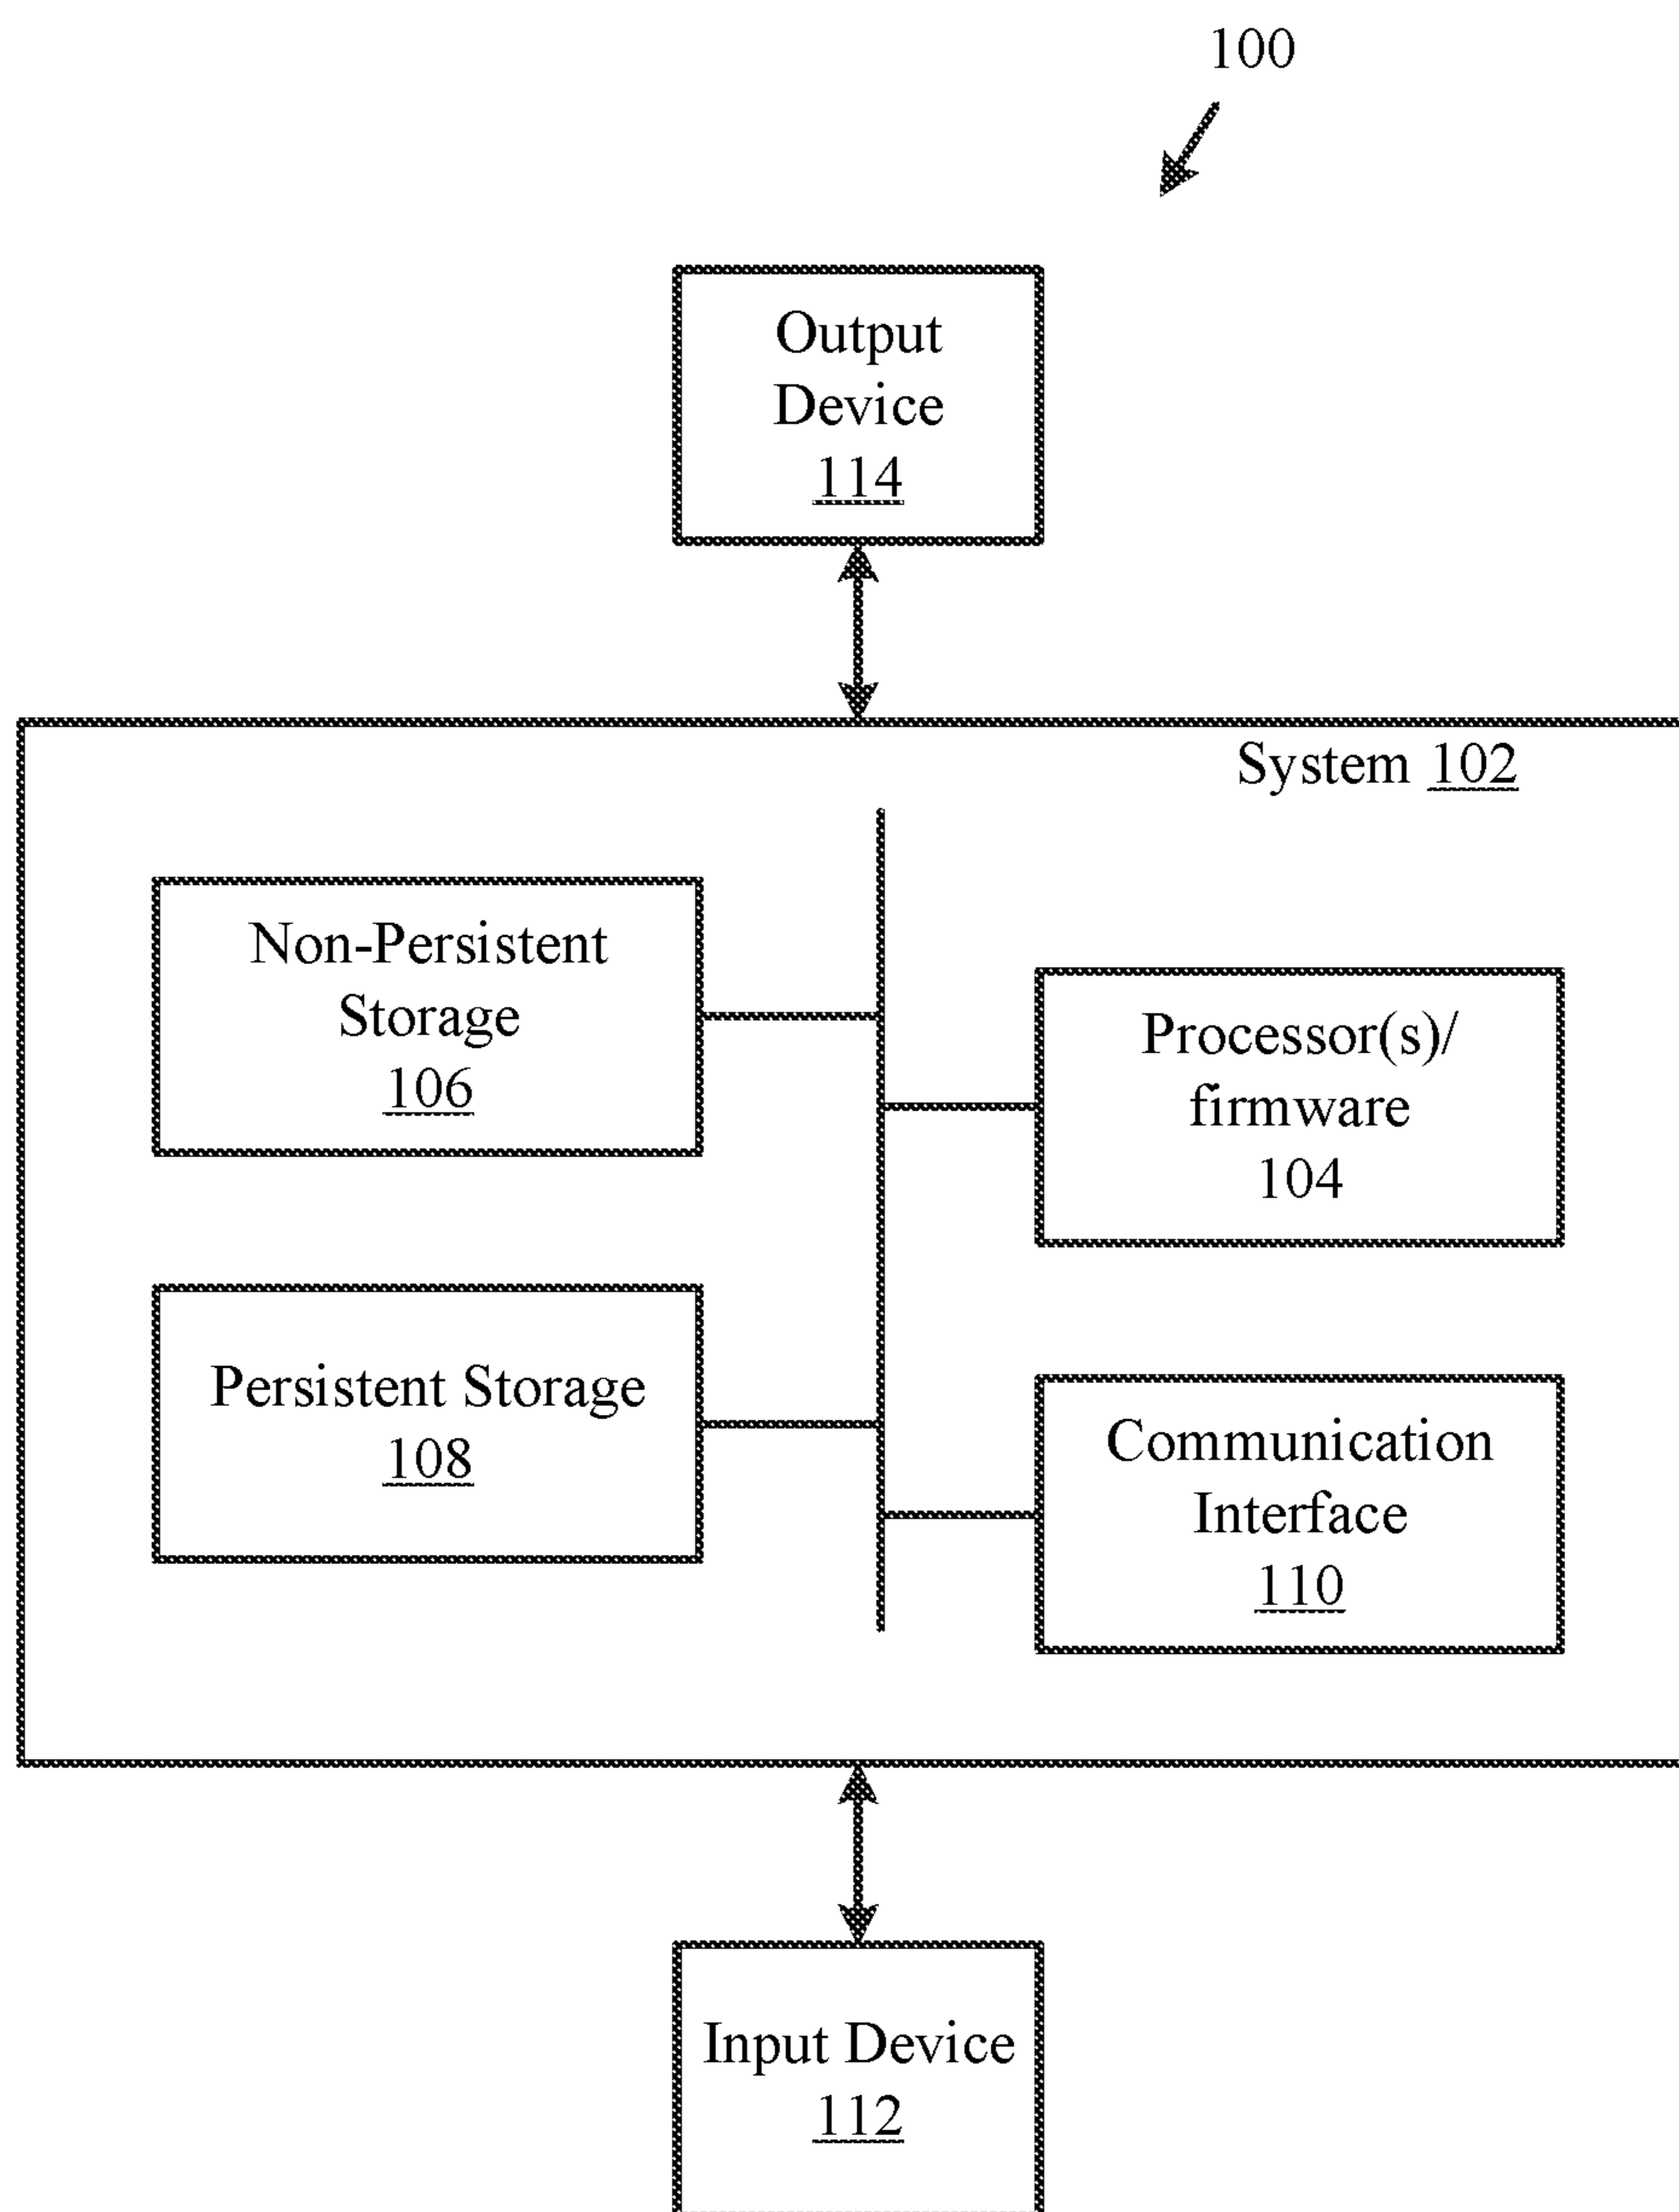 100
Output
Device
114
System 102
Non-Persistent
Storage
106
Processor(s)/
firmware
104
Persistent Storage
108
Communication
Interface
110
Input Device
112